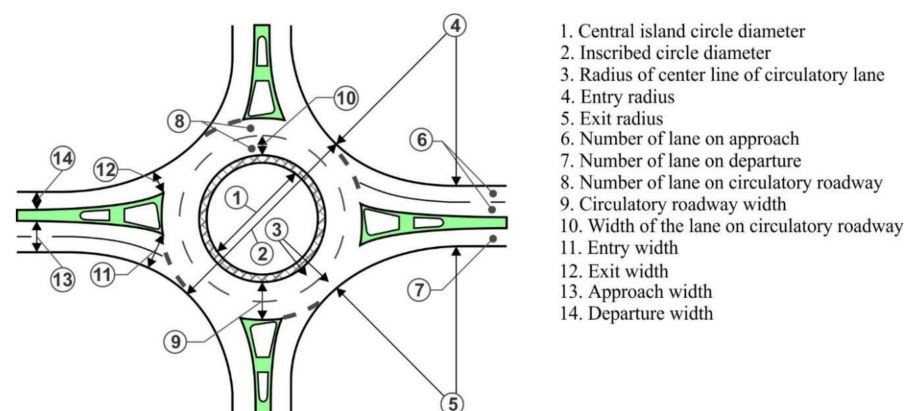 4
10
8
6
14
12
1
3
2
13
11
7
9
5
1. Central island circle diameter
2. Inscribed circle diameter
3. Radius of center line of circulatory lane
4. Entry radius
5. Exit radius
6. Number of lane on approach
7. Number of lane on departure
8. Number of lane on circulatory roadway
9. Circulatory roadway width
10. Width of the lane on circulatory roadway
11. Entry width
12. Exit width
13. Approach width
14. Departure width